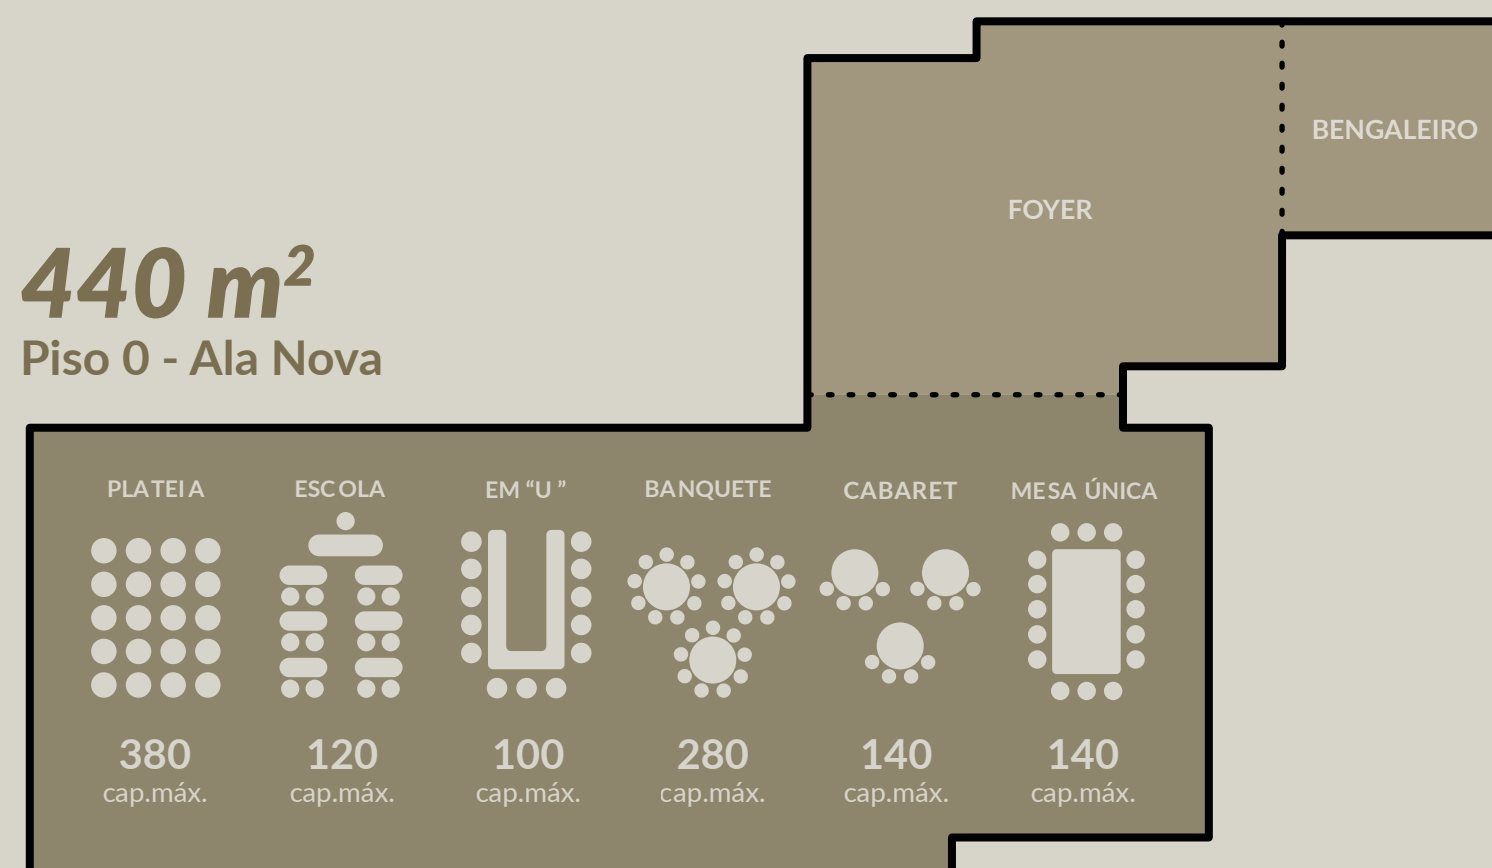 BENGALEIRO
FOYER
440 m²
Piso 0 - Ala Nova
PLATEIA ESCOLA EM “U” BANQUETE CABARET MESA ÚNICA
380 120 100 280 140 140
cap.máx. cap.máx. cap.máx. cap.máx. cap.máx. cap.máx.